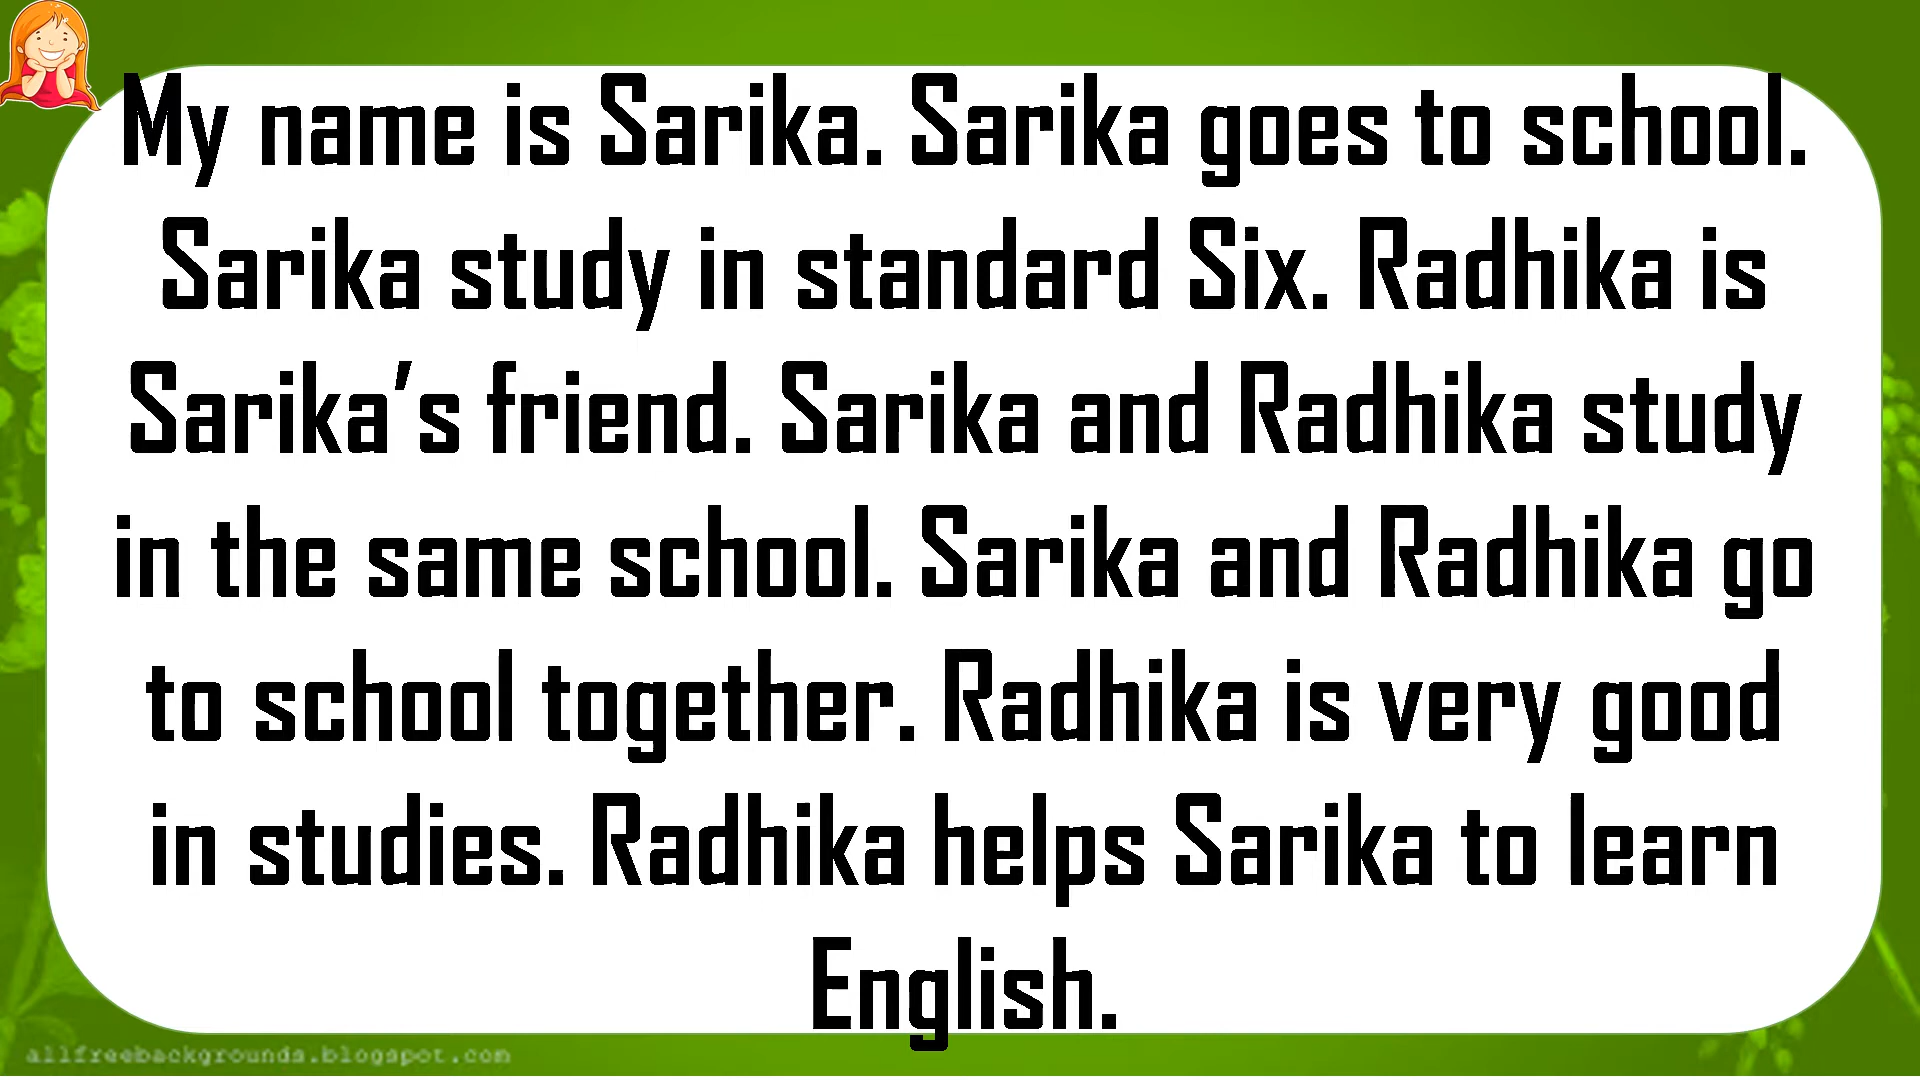 My name is Sarika. Sarika goes to school.
Sarika study in standard Six. Radhika is
Sarika’s friend. Sarika and Radhika study
in the same school. Sarika and Radhika go
to school together. Radhika is very good
in studies. Radhika helps Sarika to learn
English.
allfreebackgrounds.blogspot.com